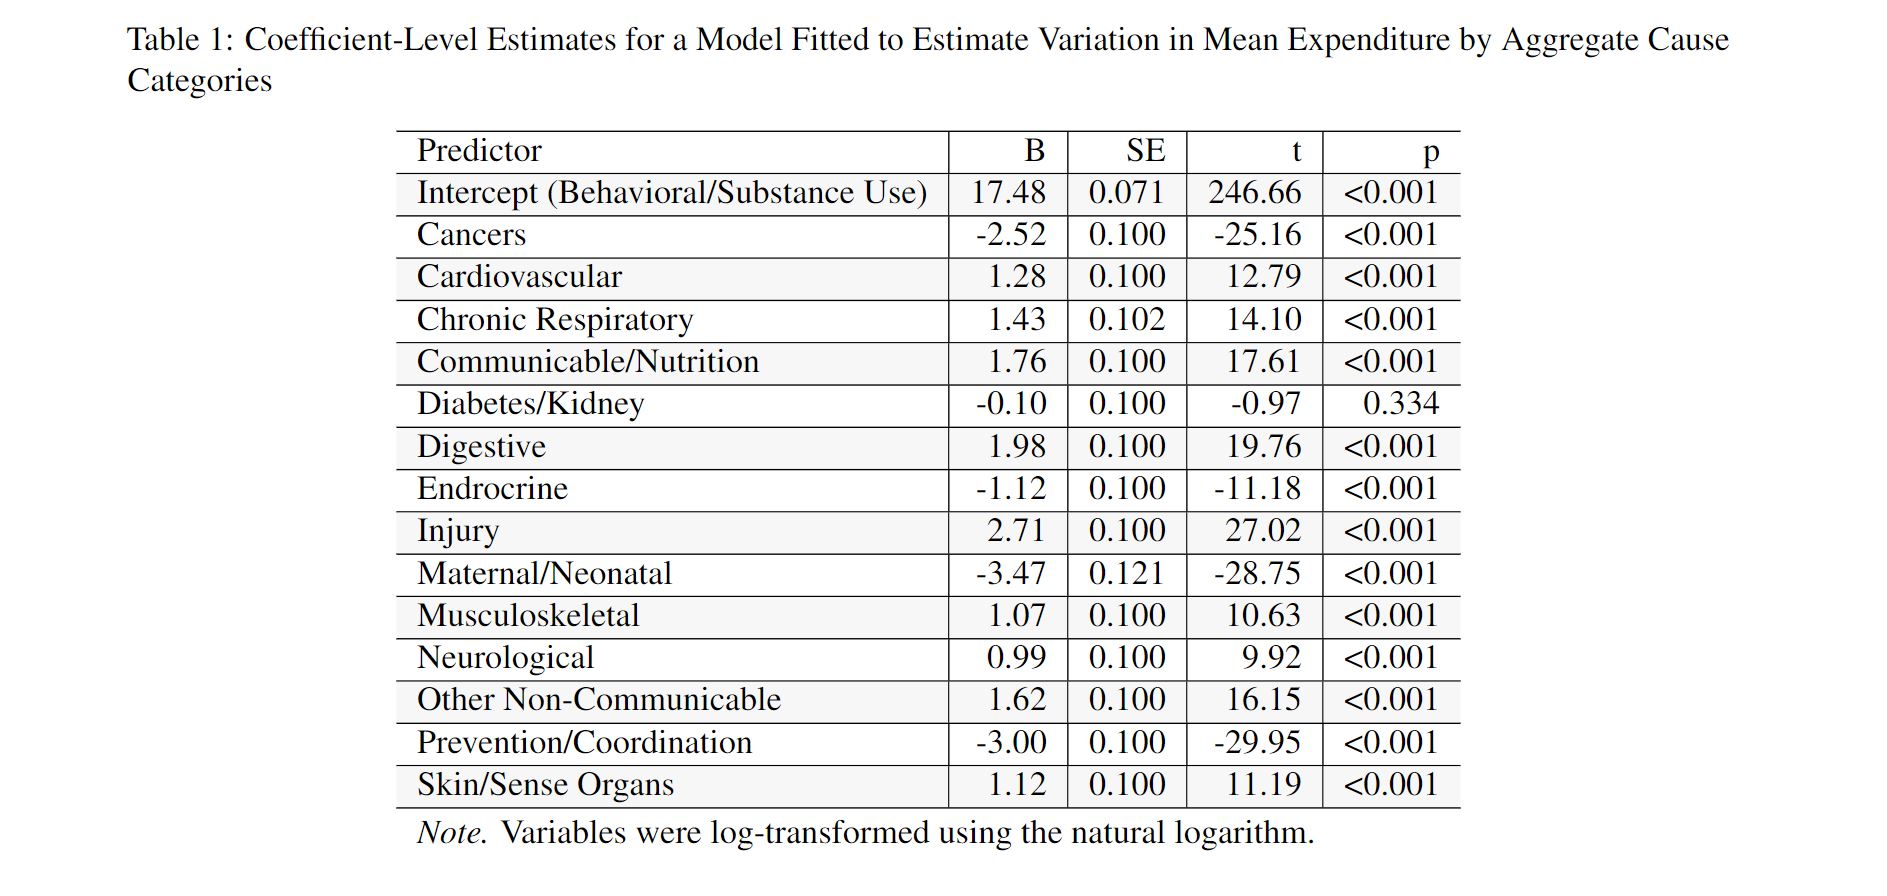 Table 1: Coefficient-Level Estimates for a Model Fitted to Estimate Variation in Mean Expenditure by Aggregate Cause
Categories
Predictor B SE t p
Intercept (Behavioral/Substance Use) 17.48 0.071 246.66 <0.001
Cancers -2.52 0.100 -25.16 <0.001
Cardiovascular 1.28 0.100 12.79 <0.001
Chronic Respiratory 1.43 0.102 14.10 <0.001
Communicable/Nutrition 1.76 0.100 17.61 <0.001
Diabetes/Kidney -0.10 0.100 -0.97 0.334
Digestive 1.98 0.100 19.76 <0.001
Endrocrine -1.12 0.100 -11.18 <0.001
Injury 2.71 0.100 27.02 <0.001
Maternal/Neonatal -3.47 0.121 -28.75 <0.001
Musculoskeletal 1.07 0.100 10.63 <0.001
Neurological 0.99 0.100 9.92 <0.001
Other Non-Communicable 1.62 0.100 16.15 <0.001
Prevention/Coordination -3.00 0.100 -29.95 <0.001
Skin/Sense Organs 1.12 0.100 11.19 <0.001
Note. Variables were log-transformed using the natural logarithm.